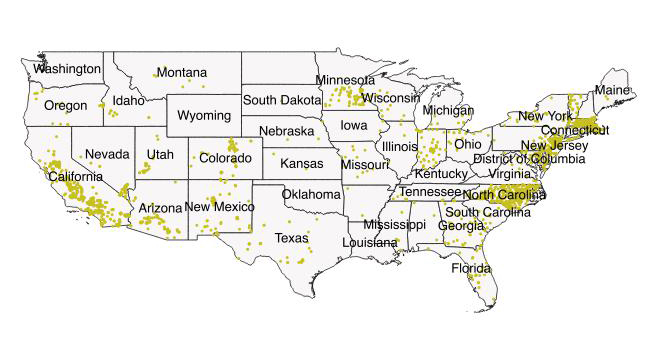 Washington
Montana
Minnesota
Maine
Oregon
Idaho
South Dakota
Wisconsin
Michigan
New York
Wyoming
Connecticut
Nebraska
Iowa
Nevada
Utah
Colorado
Illinois
Ohio
New Jersey
District of Columbia
California
Kansas
Missouri
Kentucky
Virginia
Arizona
New Mexico
Oklahoma
Tennessee
North Carolina
South Carolina
Texas
Mississippi
Georgia
Louisiana
Florida